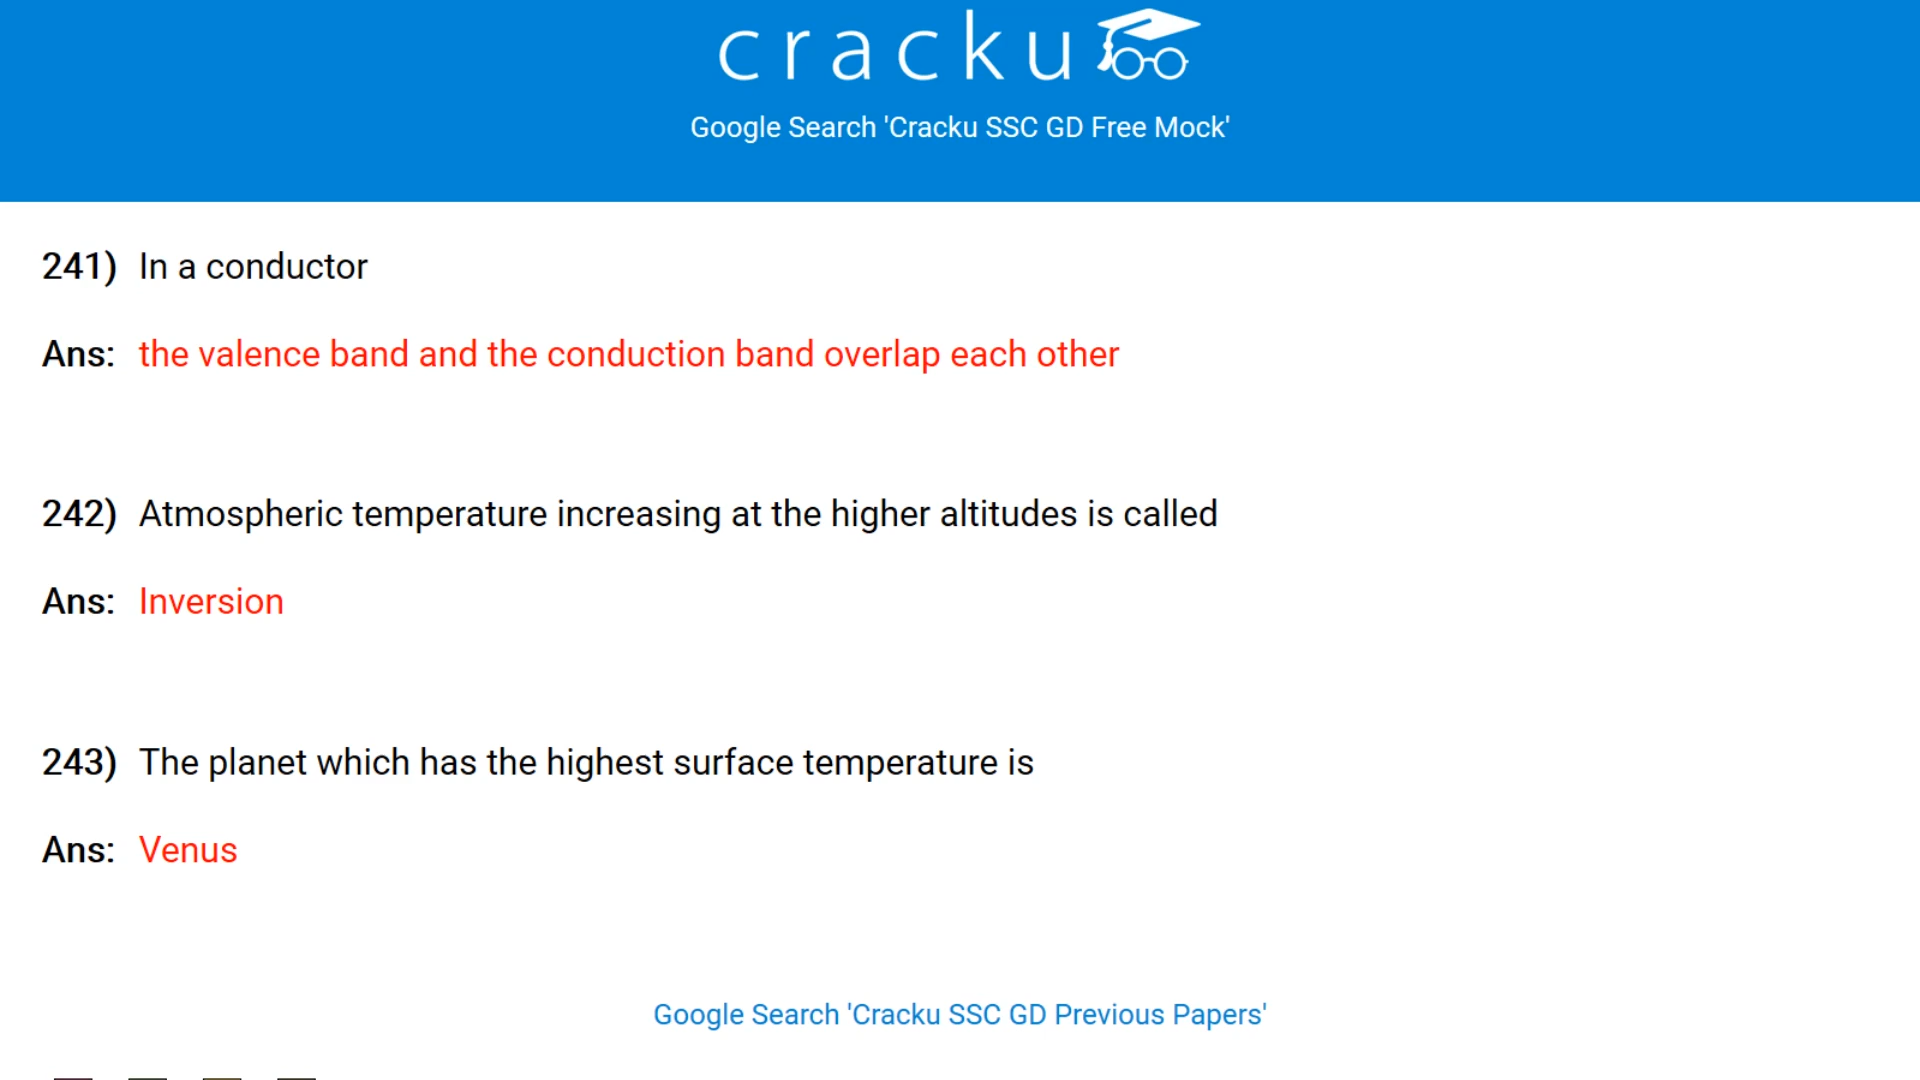 cracku
Google Search 'Cracku SSC GD Free Mock'
241) In a conductor
Ans: the valence band and the conduction band overlap each other
242) Atmospheric temperature increasing at the higher altitudes is called
Ans: Inversion
243) The planet which has the highest surface temperature is
Ans: Venus
Google Search 'Cracku SSC GD Previous Papers'